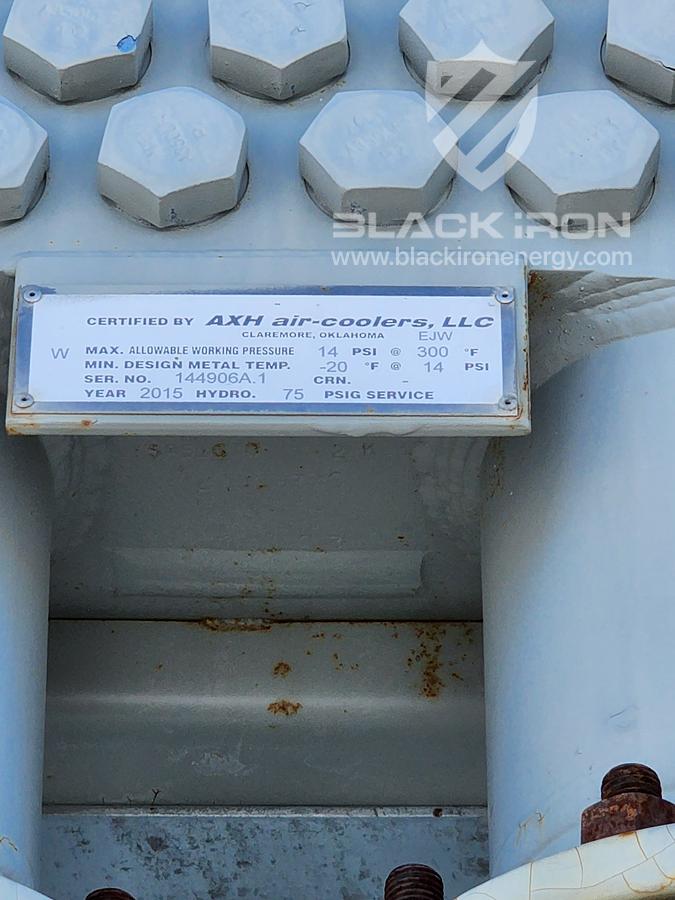 BLACK iRON
www.blackironenergy.com
CERTIFIED BY AXH air-coolers, LLC
CLAREMORE, OKLAHOMA EJW
W MAX. ALLOWABLE WORKING PRESSURE 14 PSI @ 300 °F
MIN. DESIGN METAL TEMP. -20 °F @ 14 PSI
SER. NO. 144906A.1 CRN. -
YEAR 2015 HYDRO. 75 PSIG SERVICE